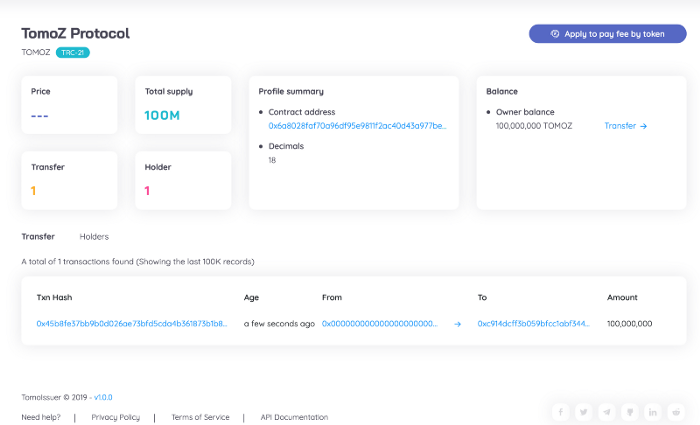 TomoZ Protocol
TOMOZ TRC-21
Apply to pay fee by token
Price
---
Total supply
100M
Transfer
1
Holder
1
Profile summary
Contract address
0x6a8028faf70a96df95e9811f2ac40d43a977be...
Decimals
18
Balance
Owner balance
100,000,000 TOMOZ Transfer →
Transfer Holders
A total of 1 transactions found (Showing the last 100K records)
Txn Hash Age From To Amount
0x45b8fe37bb9b0d026ae73bfd5cda4b361873b1b8... a few seconds ago 0x000000000000000000000... → 0xc914dcff3b059bfcc1abf344... 100,000,000
TomoIssuer © 2019 - v1.0.0
Need help? | Privacy Policy | Terms of Service | API Documentation